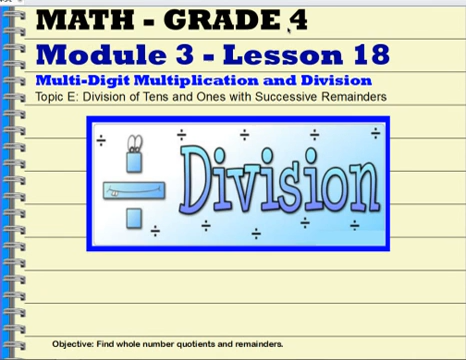 MATH - GRADE 4
Module 3 - Lesson 18
Multi-Digit Multiplication and Division
Topic E: Division of Tens and Ones with Successive Remainders
Division
Objective: Find whole number quotients and remainders.